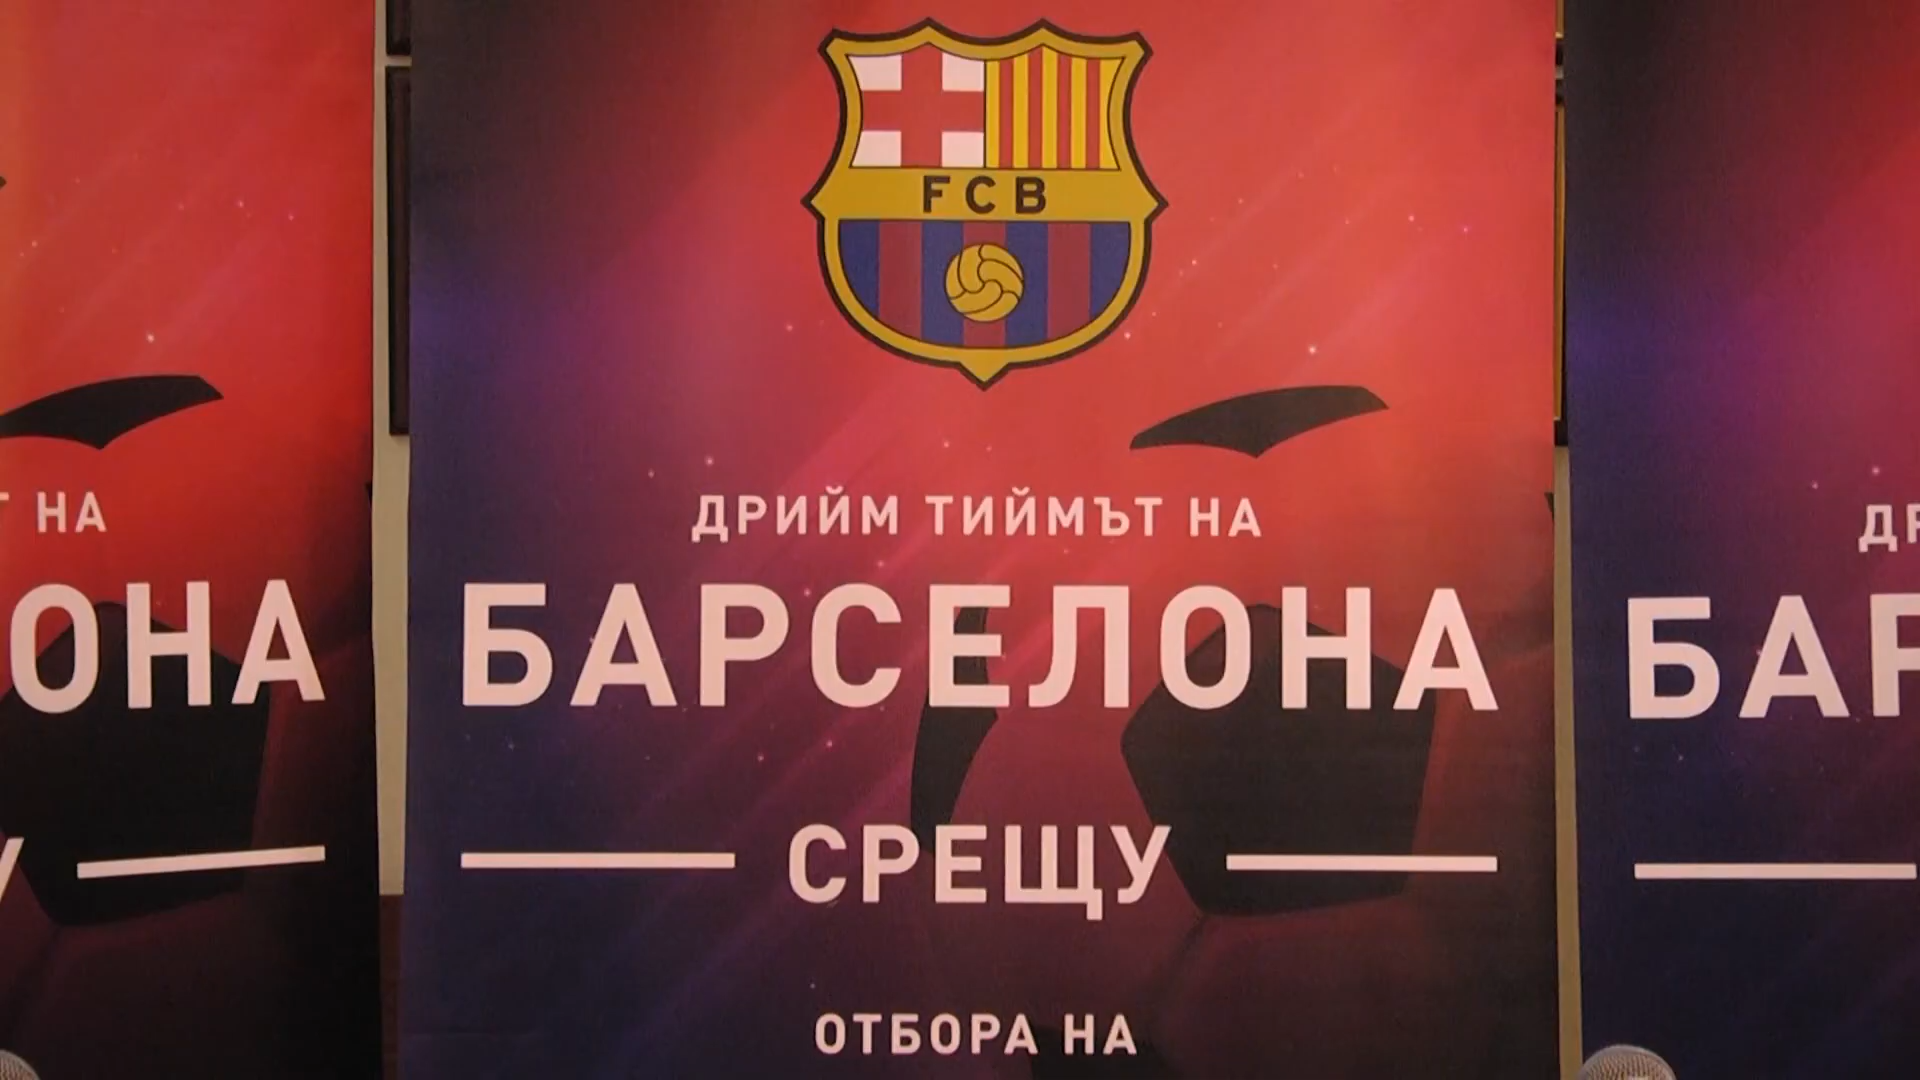 FCB
ДРИЙМ ТИЙМЪТ НА
БАРСЕЛОНА
СРЕЩУ
ОТБОРА НА